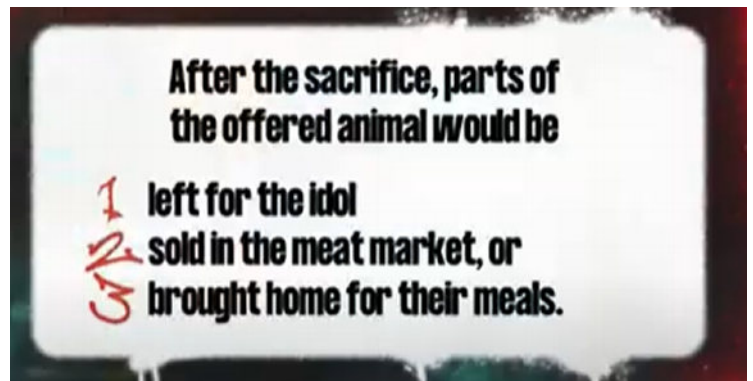 After the sacrifice, parts of
the offered animal would be
1 left for the idol
2 sold in the meat market, or
3 brought home for their meals.